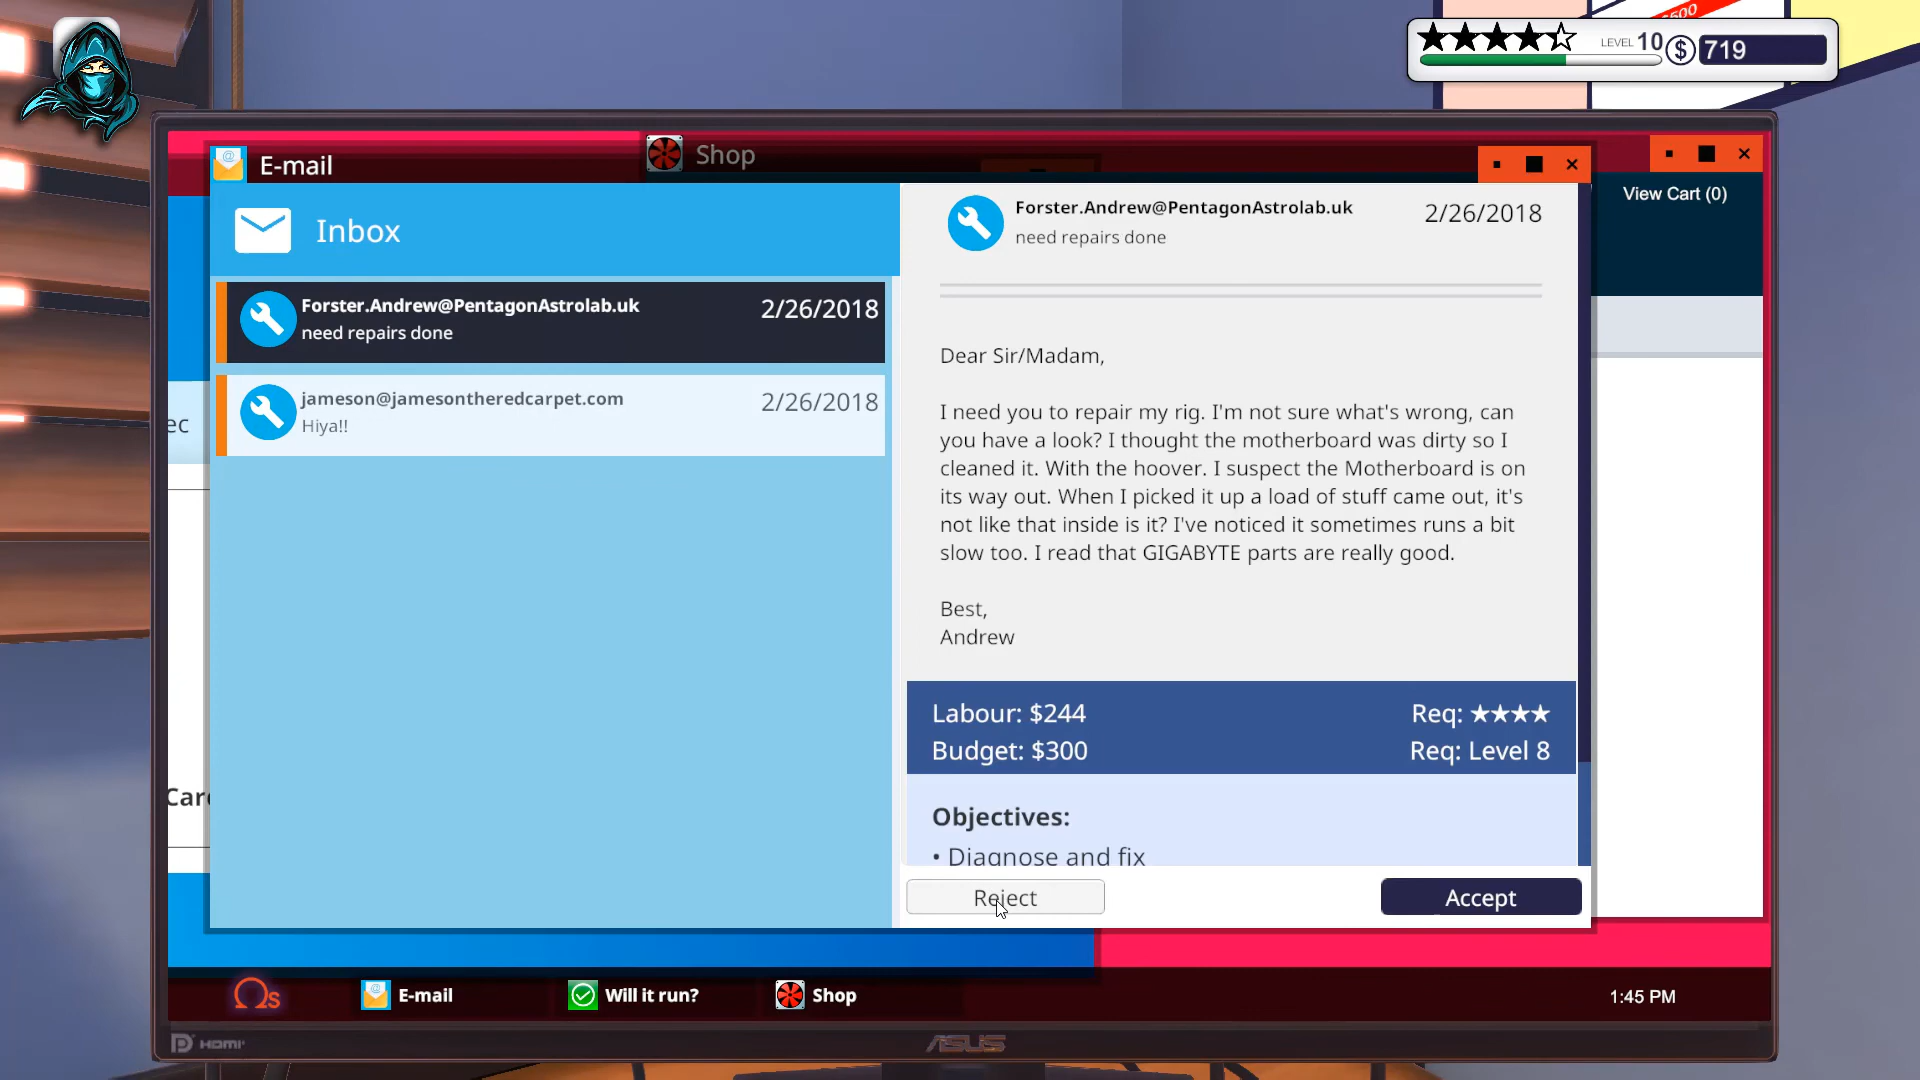 $500
LEVEL 10 $ 719
E-mail
Shop
View Cart (0)
Inbox
Forster.Andrew@PentagonAstrolab.uk 2/26/2018
need repairs done
Forster.Andrew@PentagonAstrolab.uk 2/26/2018
need repairs done
jameson@jamesontheredcarpet.com 2/26/2018
Hiya!!
ec
Dear Sir/Madam,
I need you to repair my rig. I'm not sure what's wrong, can
you have a look? I thought the motherboard was dirty so I
cleaned it. With the hoover. I suspect the Motherboard is on
its way out. When I picked it up a load of stuff came out, it's
not like that inside is it? I've noticed it sometimes runs a bit
slow too. I read that GIGABYTE parts are really good.
Best,
Andrew
Labour: $244 Req: ★★★★
Budget: $300 Req: Level 8
Card
Objectives:
• Diagnose and fix
Reject Accept
Ωs E-mail Will it run? Shop 1:45 PM
HDMI ASUS